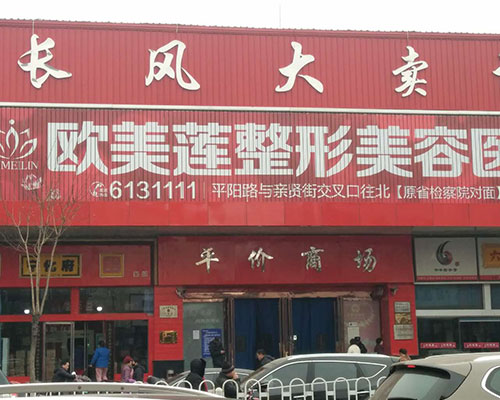 长风大卖
欧美莲整形美容医
MEILIN
6131111 平阳路与亲贤街交叉口往北【原省检察院对面】
平价商场